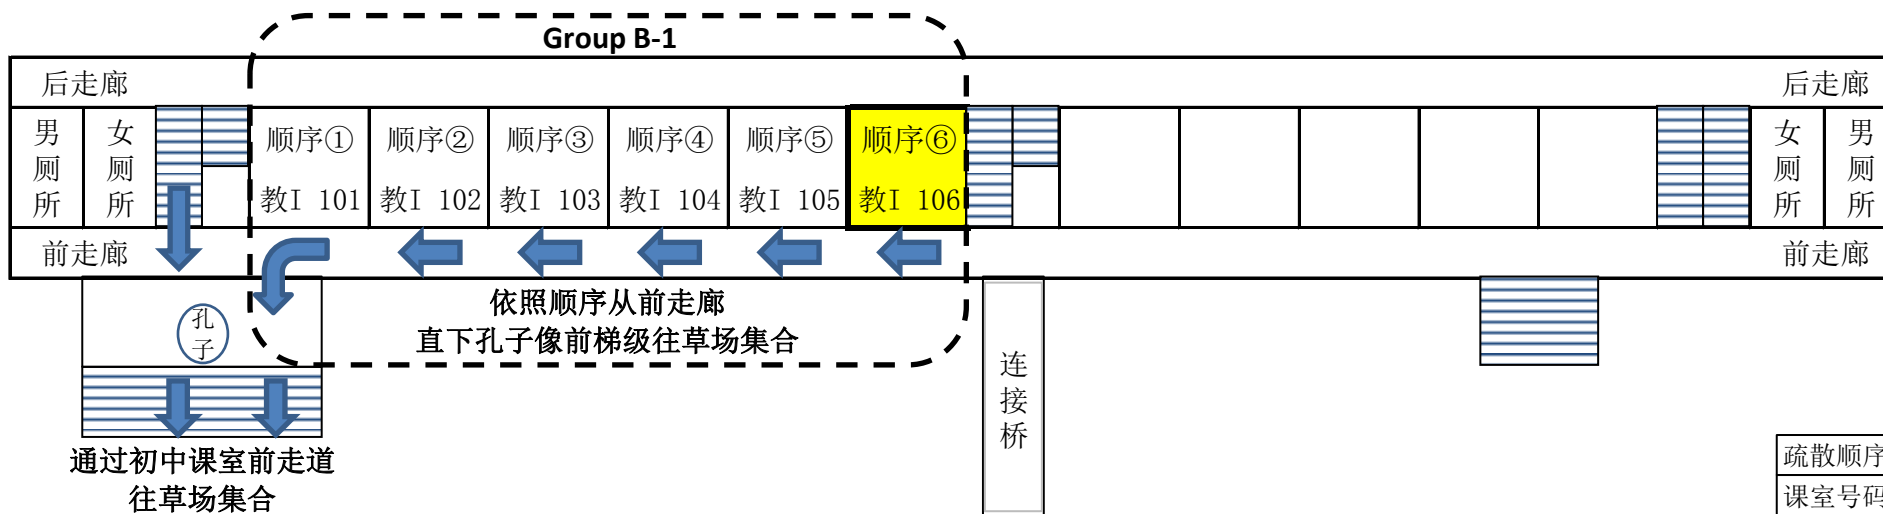 Group B-1
后走廊
后走廊
男厕所
女厕所
顺序①
顺序②
顺序③
顺序④
顺序⑤
顺序⑥
教I 101
教I 102
教I 103
教I 104
教I 105
教I 106
女厕所
男厕所
前走廊
前走廊
依照顺序从前走廊
直下孔子像前梯级往草场集合
孔子
连接桥
通过初中课室前走道
往草场集合
疏散顺序
课室号码